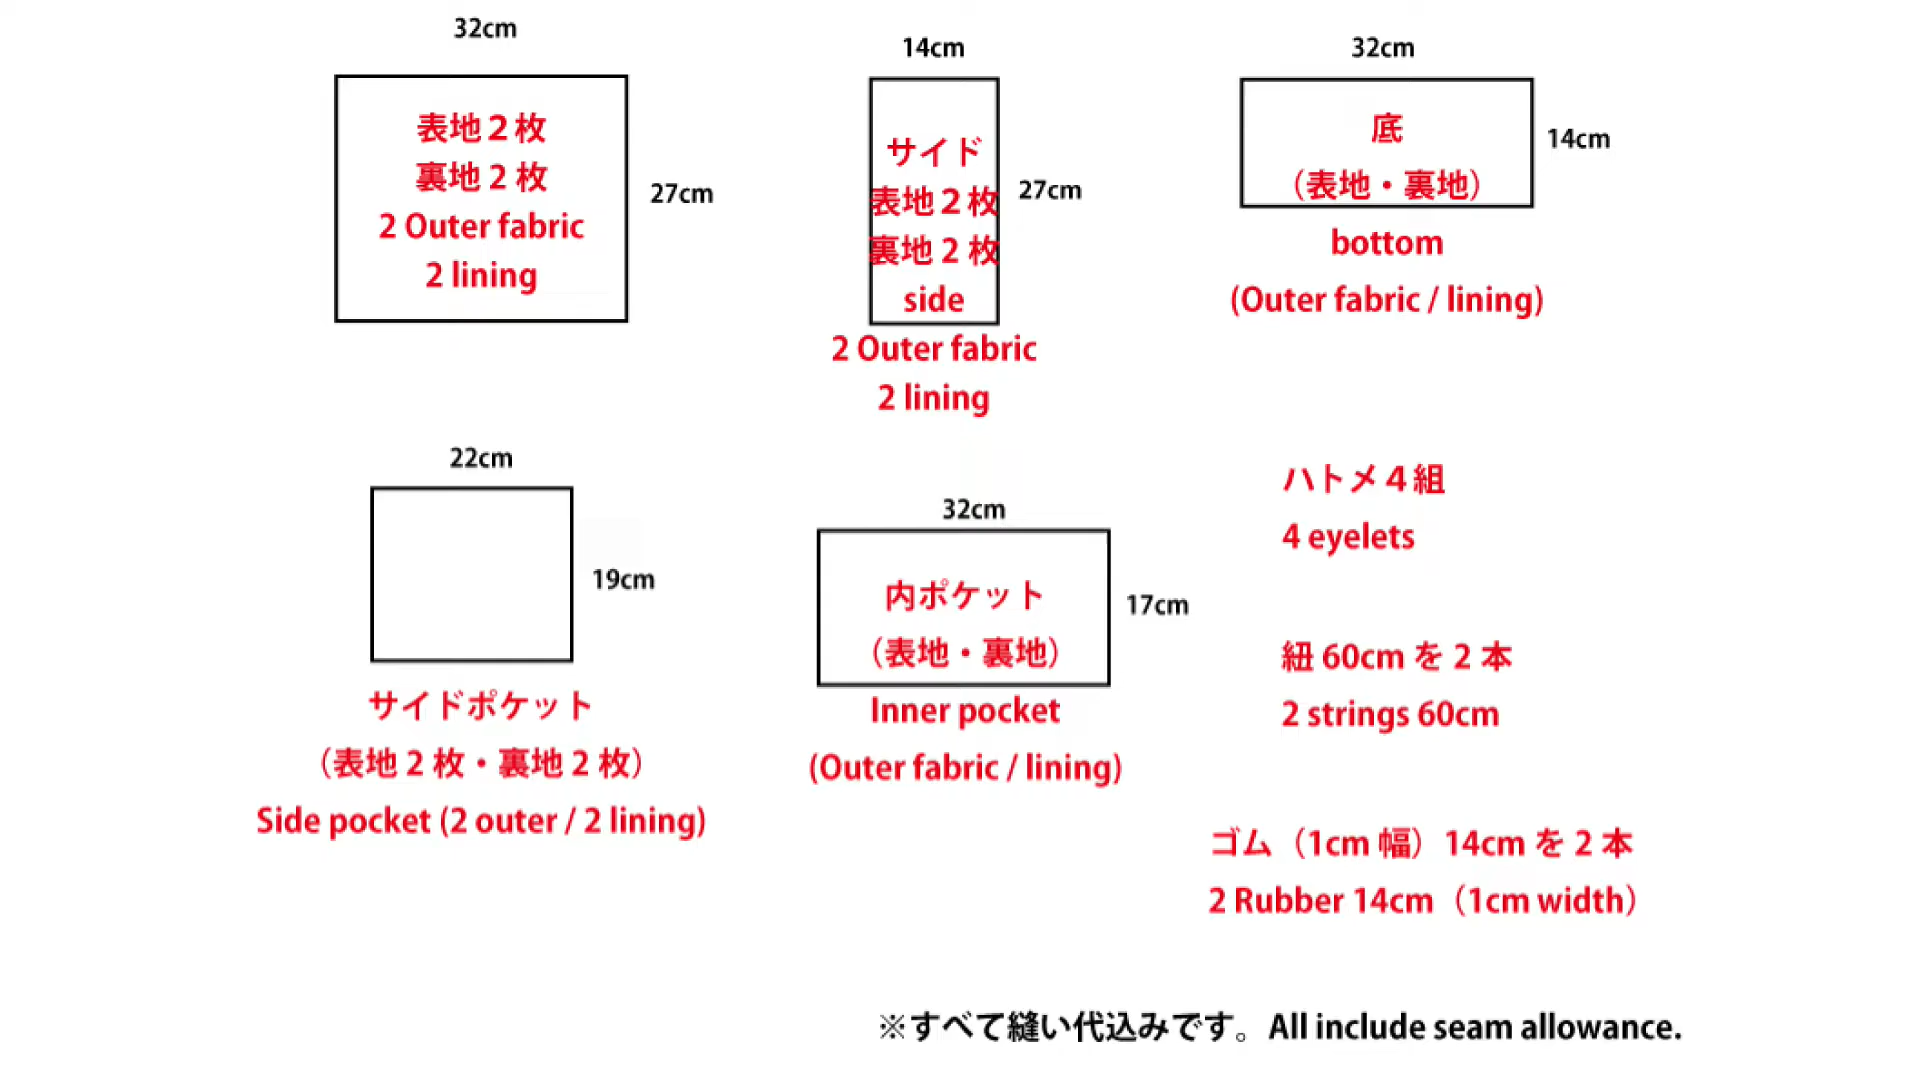 32cm
表地２枚
裏地２枚
2 Outer fabric
2 lining
27cm
14cm
サイド
表地２枚
裏地２枚
side
2 Outer fabric
2 lining
27cm
32cm
底
（表地・裏地）
14cm
bottom
(Outer fabric / lining)
22cm
19cm
サイドポケット
（表地２枚・裏地２枚）
Side pocket (2 outer / 2 lining)
32cm
内ポケット
（表地・裏地）
17cm
Inner pocket
(Outer fabric / lining)
ハトメ４組
4 eyelets
紐 60cm を 2 本
2 strings 60cm
ゴム（1cm 幅）14cm を 2 本
2 Rubber 14cm（1cm width）
※すべて縫い代込みです。All include seam allowance.